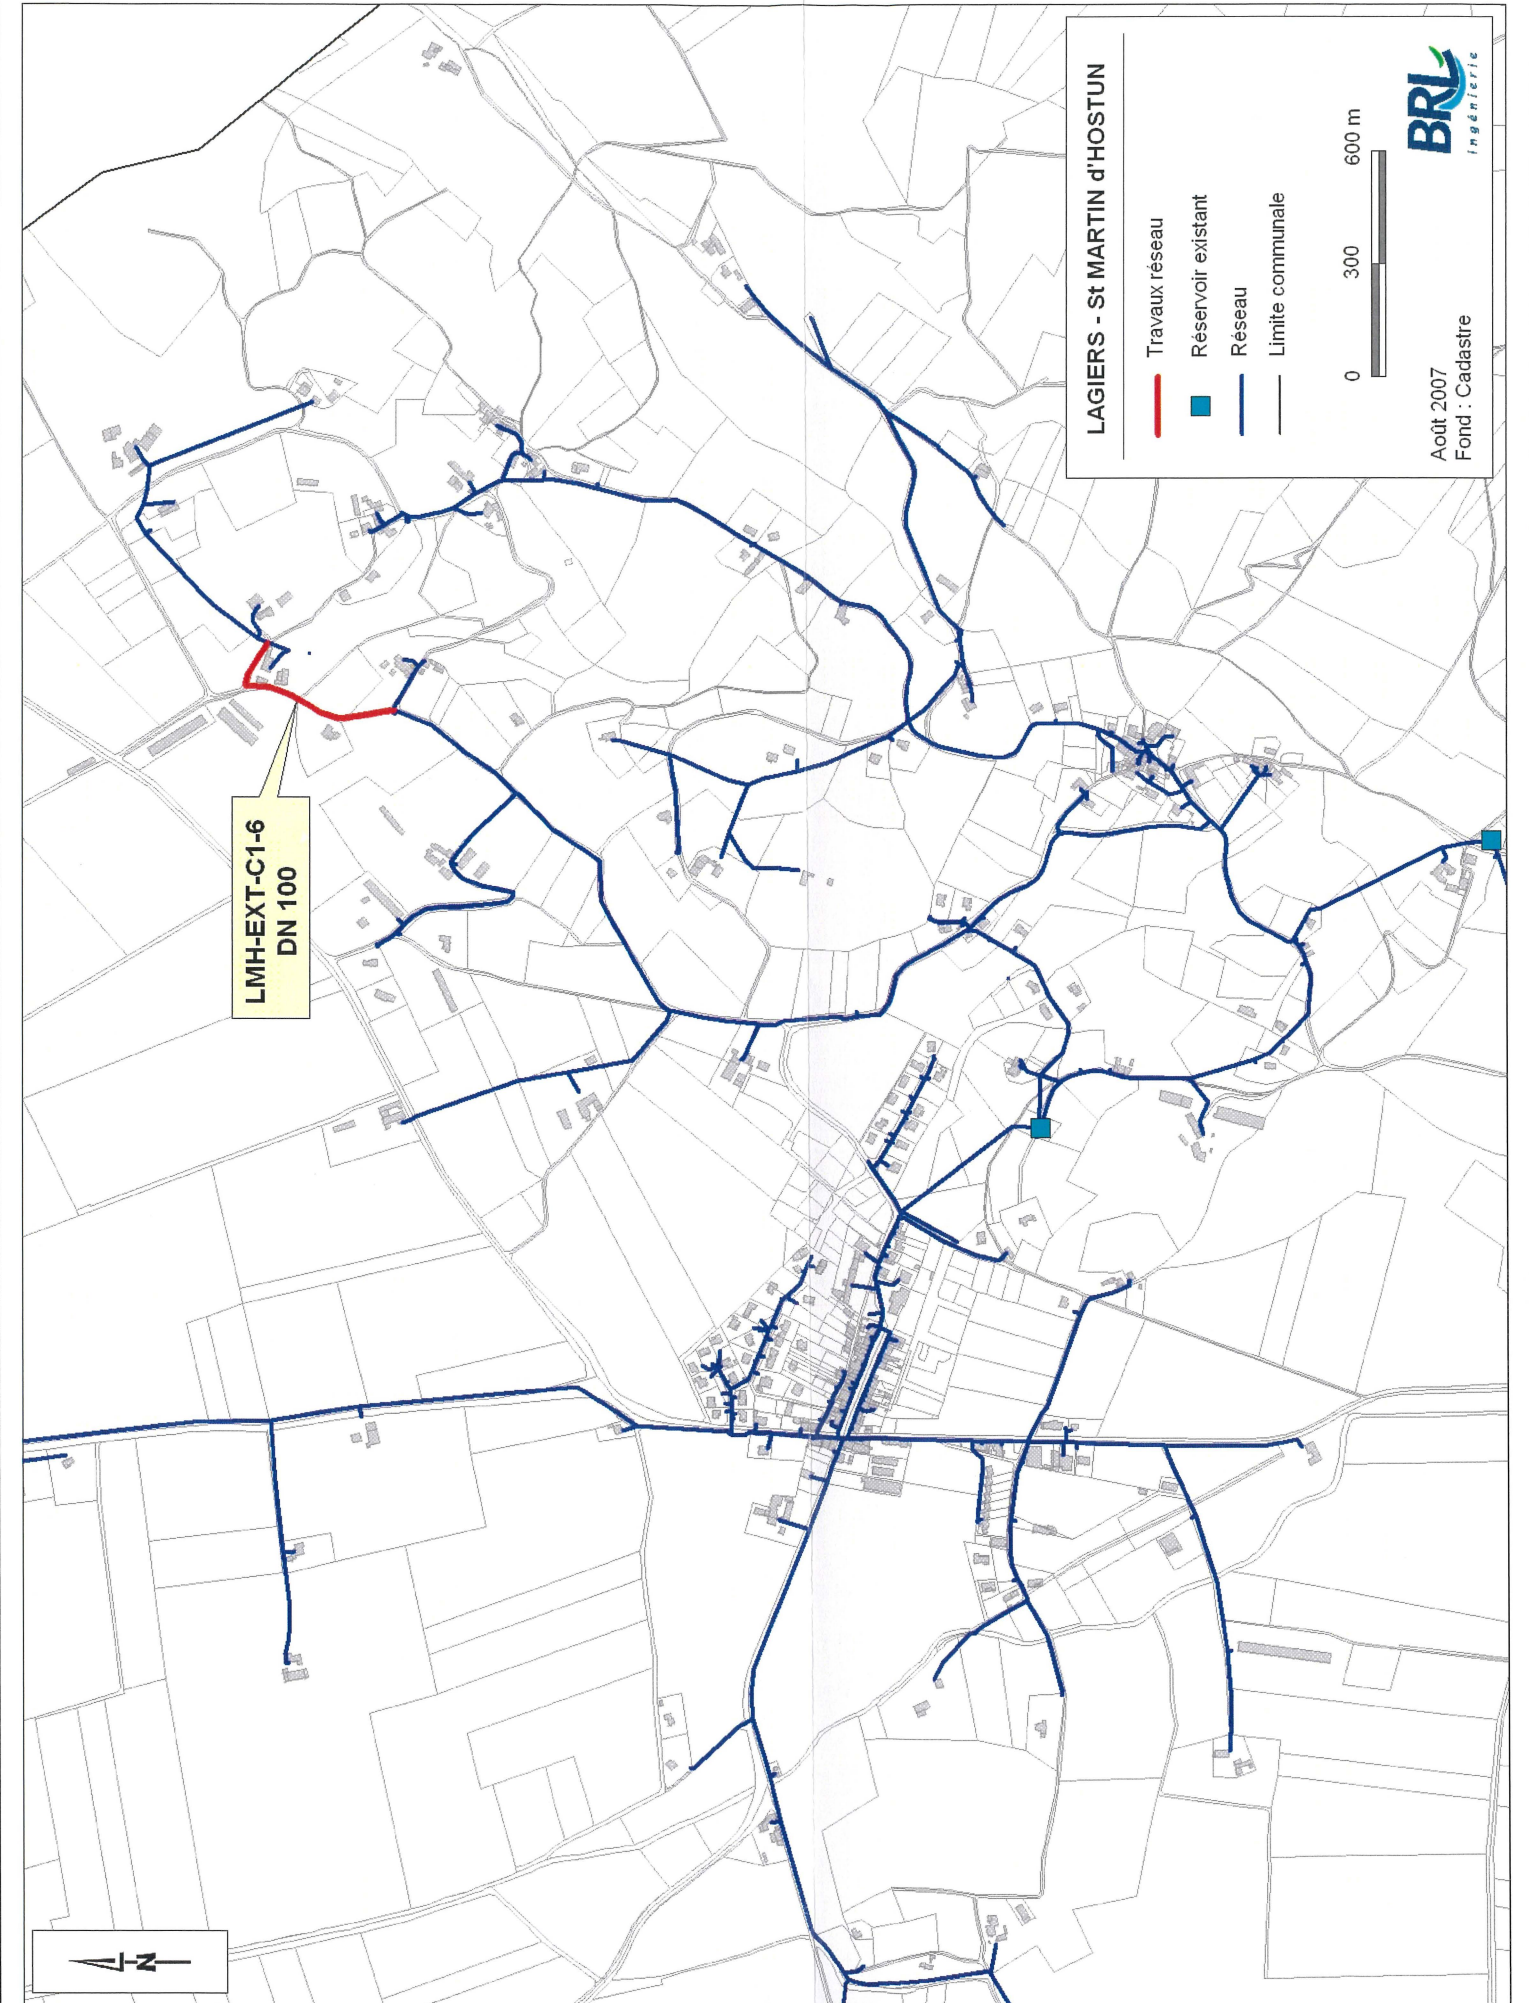 LAGIERS - St MARTIN d'HOSTUN
Travaux réseau
Réservoir existant
Réseau
Limite communale
0 300 600 m
Août 2007
Fond : Cadastre
BRL
ingénierie
LMH-EXT-C1-6
DN 100
N